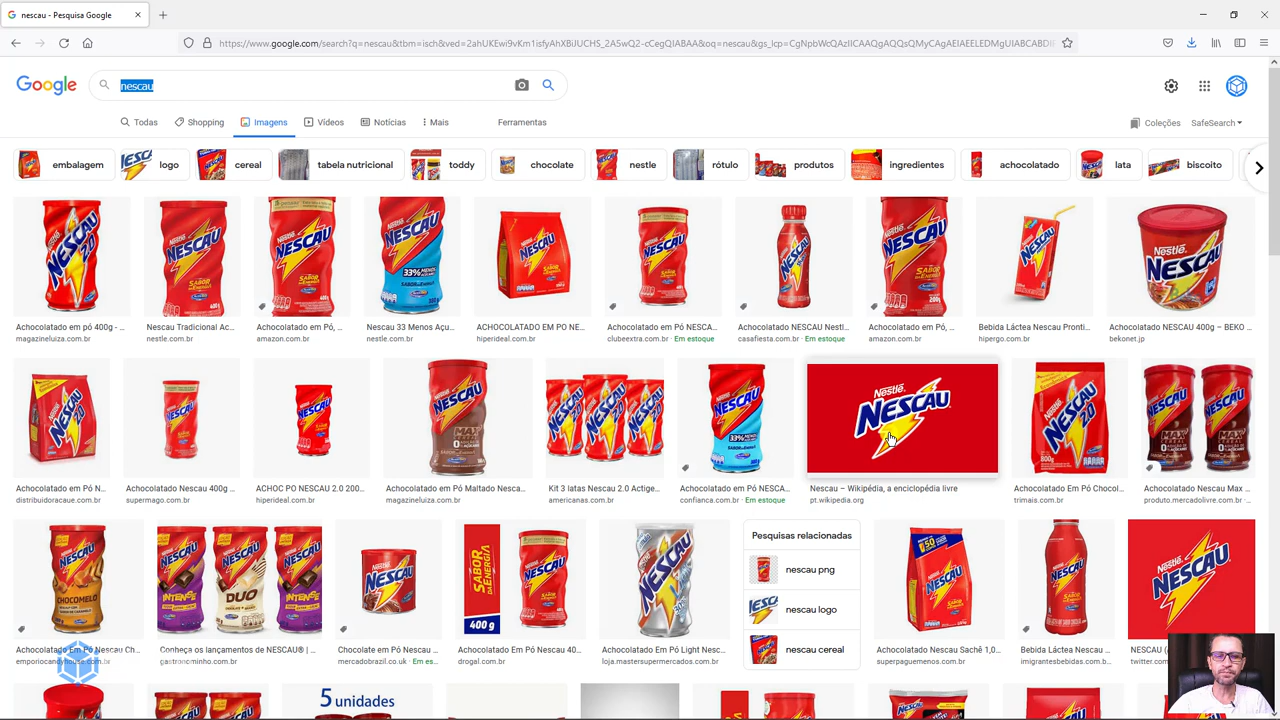 nescau - Pesquisa Google
https://www.google.com/search?q=nescau&tbm=isch&ved=2ahUKEwi9vKm1isfyAhXEJUCHS_2A5wQ2-cCegQIABAA&oq=nescau&gs_lcp=CgNpbWcQAzIICAAQgAQQsQMyCAgAEIAEELEDMgUIABCABDI
Google
nescau
Todas
Shopping
Imagens
Vídeos
Notícias
Mais
Ferramentas
Coleções
SafeSearch
embalagem
logo
cereal
tabela nutricional
toddy
chocolate
nestle
rótulo
produtos
ingredientes
achocolatado
lata
biscoito
Achocolatado em pó 400g - ...
magazineluiza.com.br
Nescau Tradicional Ac...
nestle.com.br
Achocolatado em Pó, ...
amazon.com.br
Nescau 33 Menos Açu...
nestle.com.br
ACHOCOLATADO EM PO NE...
hiperideal.com.br
Achocolatado em Pó NESCA...
clubeextra.com.br · Em estoque
Achocolatado NESCAU Nestl...
casafiesta.com.br · Em estoque
Achocolatado em Pó, ...
amazon.com.br
Bebida Láctea Nescau Pronti...
hipergo.com.br
Achocolatado NESCAU 400g – BEKO ...
bekonet.jp
Nestlé
NESCAU
Achocolatado em Pó N...
distribuidoracaue.com.br
Achocolatado Nescau 400g ...
supermago.com.br
ACHOC PO NESCAU 2.0 200...
hiperideal.com.br
Achocolatado Em Pó Maltado Nesca...
magazineluiza.com.br
Kit 3 latas Nescau 2.0 Actige...
americanas.com.br
Achocolatado em Pó NESCA...
confianca.com.br · Em estoque
Nescau – Wikipédia, a enciclopédia livre
pt.wikipedia.org
Achocolatado Em Pó Chocol...
trimais.com.br
Achocolatado Em Pó Nescau Max ...
produto.mercadolivre.com.br · ...
Pesquisas relacionadas
nescau png
nescau logo
nescau cereal
SABOR DA ENERGIA
400 g
Achocolatado Em Pó Nescau Ch...
emporiocandyhouse.com.br
Conheça os lançamentos de NESCAU® | ...
gastronominho.com.br
Chocolate em Pó Nescau ...
mercadobrazil.co.uk · Em es...
Achocolatado Em Pó Nescau 40...
drogal.com.br
Achocolatado Em Pó Light Nesc...
loja.mastersupermercados.com.br
Achocolatado Nescau Sachê 1,0...
superpaguemenos.com.br
Bebida Láctea Nescau ...
imigrantesbebidas.com.b...
NESCAU
twitter.com
5 unidades